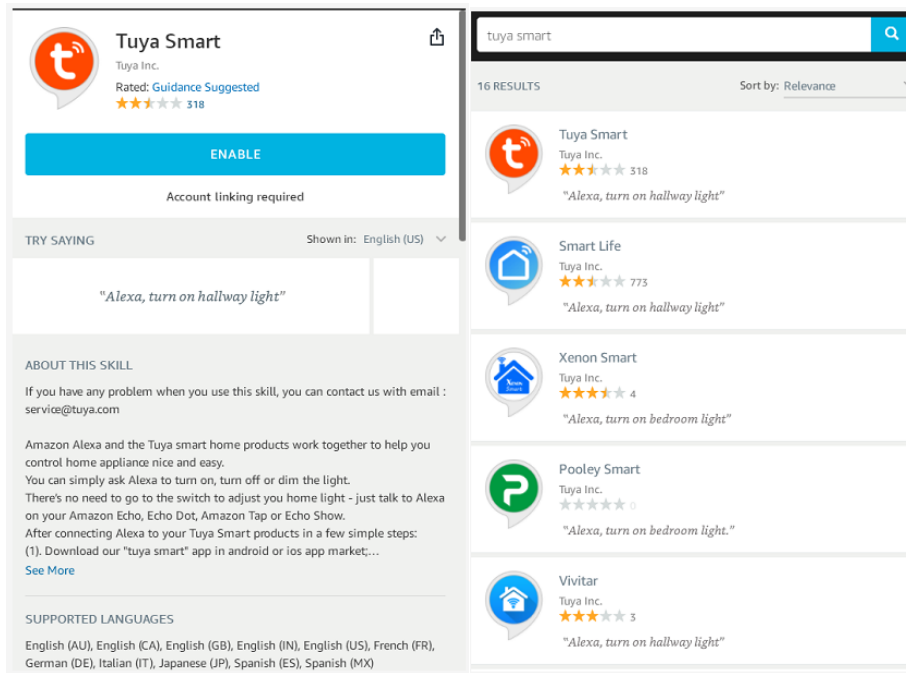 Tuya Smart
Tuya Inc.
Rated: Guidance Suggested
318
ENABLE
Account linking required
TRY SAYING
Shown in: English (US)
"Alexa, turn on hallway light"
ABOUT THIS SKILL
If you have any problem when you use this skill, you can contact us with email :
service@tuya.com
Amazon Alexa and the Tuya smart home products work together to help you
control home appliance nice and easy.
You can simply ask Alexa to turn on, turn off or dim the light.
There's no need to go to the switch to adjust you home light - just talk to Alexa
on your Amazon Echo, Echo Dot, Amazon Tap or Echo Show.
After connecting Alexa to your Tuya Smart products in a few simple steps:
(1). Download our "tuya smart" app in android or ios app market;...
See More
SUPPORTED LANGUAGES
English (AU), English (CA), English (GB), English (IN), English (US), French (FR),
German (DE), Italian (IT), Japanese (JP), Spanish (ES), Spanish (MX)
tuya smart
16 RESULTS
Sort by: Relevance
Tuya Smart
Tuya Inc.
318
"Alexa, turn on hallway light"
Smart Life
Tuya Inc.
773
"Alexa, turn on hallway light"
Xenon Smart
Xenon Smart
Tuya Inc.
4
"Alexa, turn on bedroom light"
Pooley Smart
Tuya Inc.
0
"Alexa, turn on bedroom light."
Vivitar
Tuya Inc.
3
"Alexa, turn on hallway light"